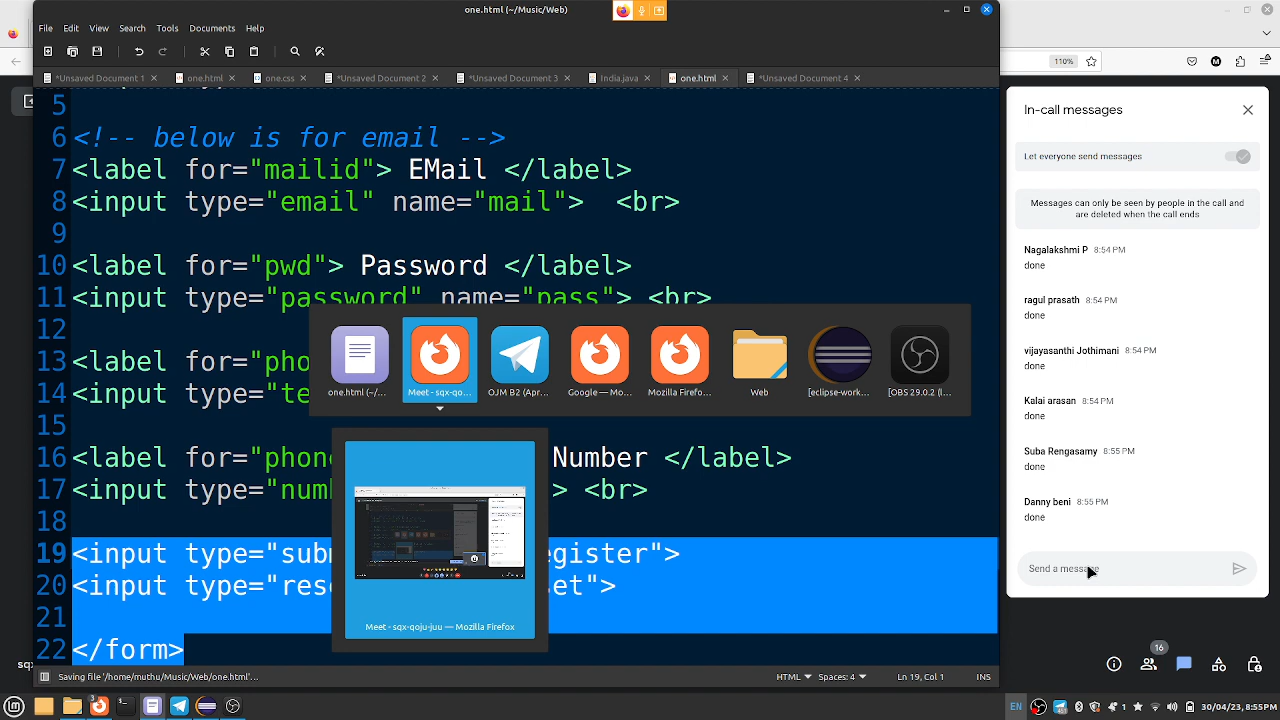 one.html (~/Music/Web)
File Edit View Search Tools Documents Help
*Unsaved Document 1 one.html one.css *Unsaved Document 2 *Unsaved Document 3 India.java one.html *Unsaved Document 4
110%
5
6 <!-- below is for email -->
7 <label for="mailid"> EMail </label>
8 <input type="email" name="mail"> <br>
9
10 <label for="pwd"> Password </label>
11 <input type="password" name="pass"> <br>
12
13 <label for="pho
14 <input type="te
15
16 <label for="phon Number </label>
17 <input type="num > <br>
18
19 <input type="subm egister">
20 <input type="rese set">
21
22 </form>
one.html (~/... Meet - sqx-qo... OJM B2 (Apr... Google — Mo... Mozilla Firefo... Web [eclipse-work... [OBS 29.0.2 (l...
Meet - sqx-qoju-juu — Mozilla Firefox
Saving file '/home/muthu/Music/Web/one.html'...
HTML Spaces: 4 Ln 19, Col 1 INS
In-call messages
Let everyone send messages
Messages can only be seen by people in the call and
are deleted when the call ends
Nagalakshmi P 8:54 PM
done
ragul prasath 8:54 PM
done
vijayasanthi Jothimani 8:54 PM
done
Kalai arasan 8:54 PM
done
Suba Rengasamy 8:55 PM
done
Danny beni 8:55 PM
done
Send a message
16
sqx
3
EN
1
30/04/23, 8:55PM